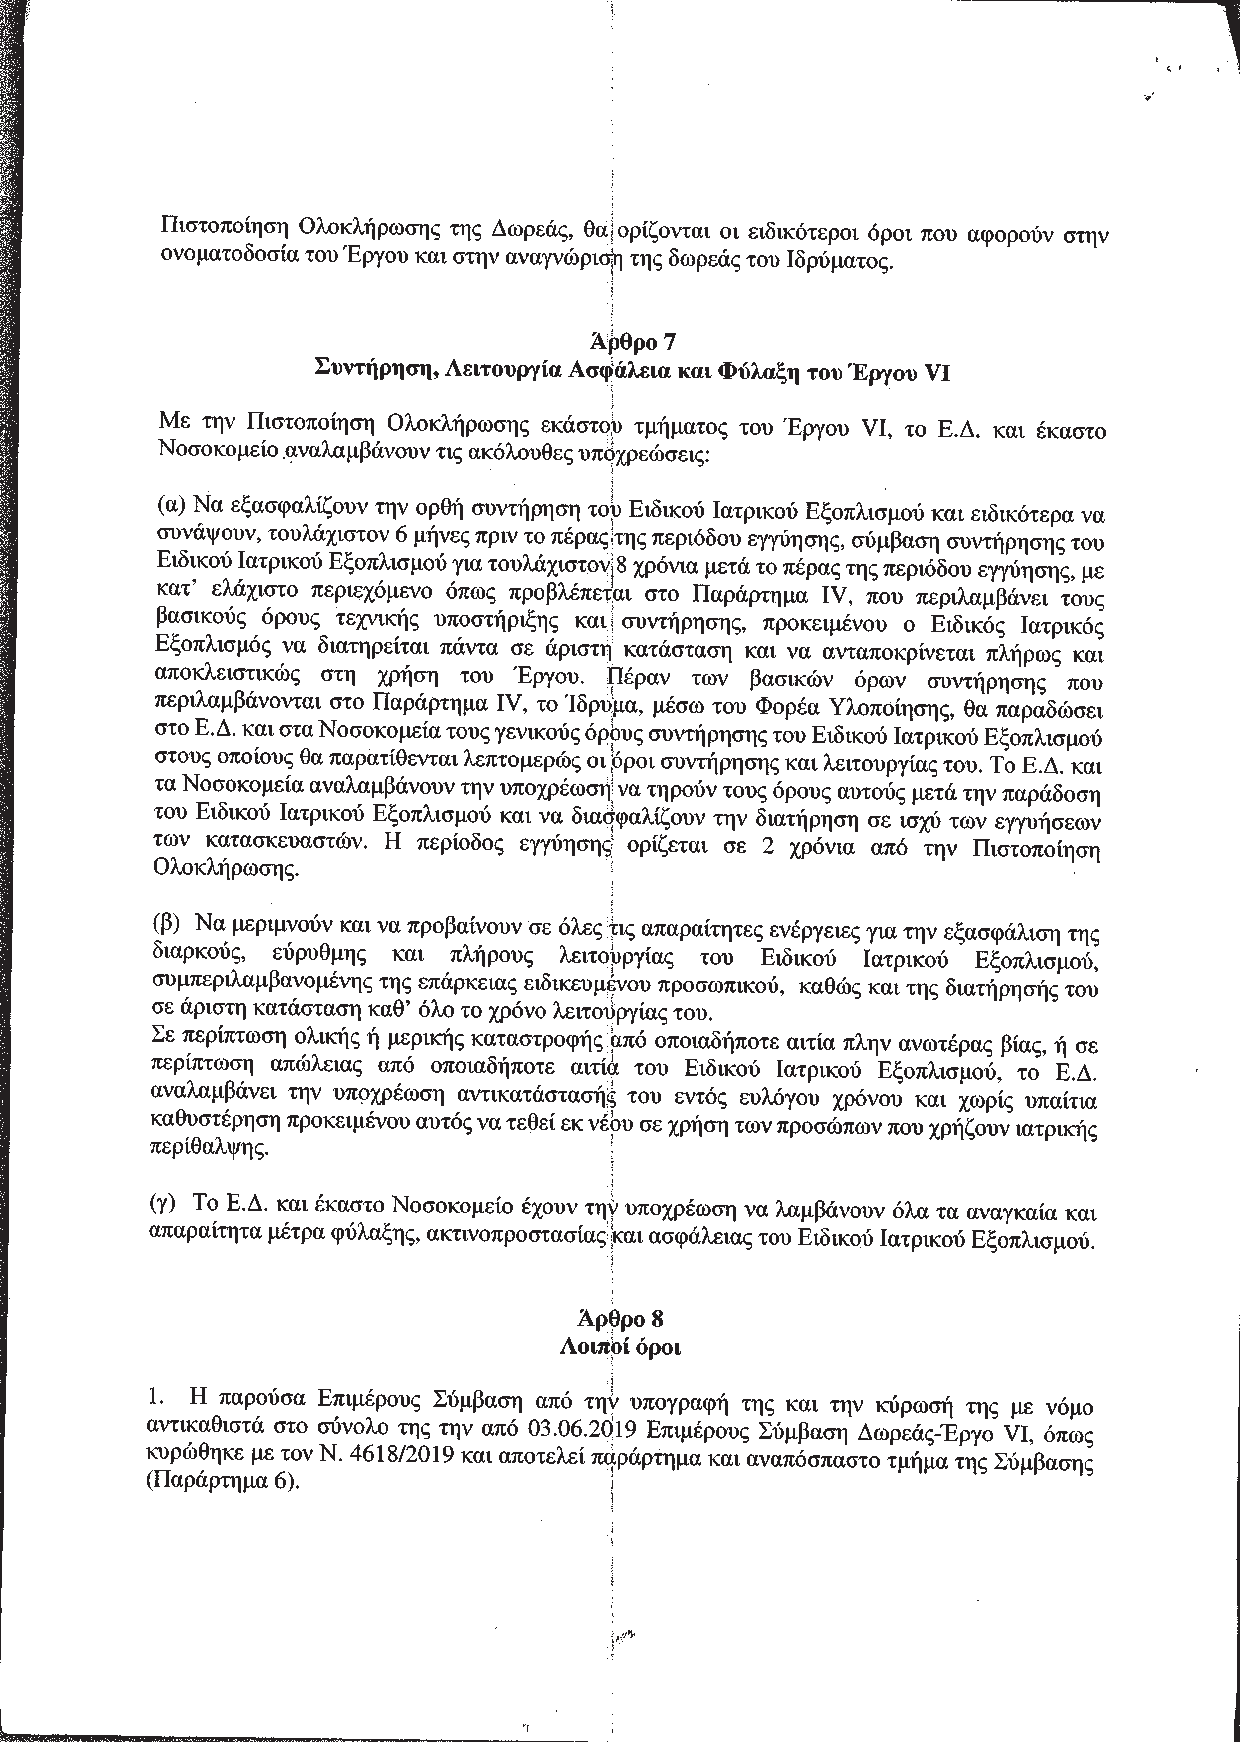 Πιστοποίηση Ολοκλήρωσης της Δωρεάς, θα ορίζονται οι ειδικότεροι όροι που αφορούν στην
ονοματοδοσία του Έργου και στην αναγνώριση της δωρεάς του Ιδρύματος.
Άρθρο 7
Συντήρηση, Λειτουργία Ασφάλεια και Φύλαξη του Έργου VI
Με την Πιστοποίηση Ολοκλήρωσης εκάστου τμήματος του Έργου VI, το Ε.Δ. και έκαστο
Νοσοκομείο αναλαμβάνουν τις ακόλουθες υποχρεώσεις:
(α) Να εξασφαλίζουν την ορθή συντήρηση του Ειδικού Ιατρικού Εξοπλισμού και ειδικότερα να
συνάψουν, τουλάχιστον 6 μήνες πριν το πέρας της περιόδου εγγύησης, σύμβαση συντήρησης του
Ειδικού Ιατρικού Εξοπλισμού για τουλάχιστον 8 χρόνια μετά το πέρας της περιόδου εγγύησης, με
κατ’ ελάχιστο περιεχόμενο όπως προβλέπεται στο Παράρτημα IV, που περιλαμβάνει τους
βασικούς όρους τεχνικής υποστήριξης και συντήρησης, προκειμένου ο Ειδικός Ιατρικός
Εξοπλισμός να διατηρείται πάντα σε άριστη κατάσταση και να ανταποκρίνεται πλήρως και
αποκλειστικώς στη χρήση του Έργου. Πέραν των βασικών όρων συντήρησης που
περιλαμβάνονται στο Παράρτημα IV, το Ίδρυμα, μέσω του Φορέα Υλοποίησης, θα παραδώσει
στο Ε.Δ. και στα Νοσοκομεία τους γενικούς όρους συντήρησης του Ειδικού Ιατρικού Εξοπλισμού
στους οποίους θα παρατίθενται λεπτομερώς οι όροι συντήρησης και λειτουργίας του. Το Ε.Δ. και
τα Νοσοκομεία αναλαμβάνουν την υποχρέωση να τηρούν τους όρους αυτούς μετά την παράδοση
του Ειδικού Ιατρικού Εξοπλισμού και να διασφαλίζουν την διατήρηση σε ισχύ των εγγυήσεων
των κατασκευαστών. Η περίοδος εγγύησης ορίζεται σε 2 χρόνια από την Πιστοποίηση
Ολοκλήρωσης.
(β) Να μεριμνούν και να προβαίνουν σε όλες τις απαραίτητες ενέργειες για την εξασφάλιση της
διαρκούς, εύρυθμης και πλήρους λειτουργίας του Ειδικού Ιατρικού Εξοπλισμού,
συμπεριλαμβανομένης της επάρκειας ειδικευμένου προσωπικού, καθώς και της διατήρησής του
σε άριστη κατάσταση καθ’ όλο το χρόνο λειτουργίας του.
Σε περίπτωση ολικής ή μερικής καταστροφής από οποιαδήποτε αιτία πλην ανωτέρας βίας, ή σε
περίπτωση απώλειας από οποιαδήποτε αιτία του Ειδικού Ιατρικού Εξοπλισμού, το Ε.Δ.
αναλαμβάνει την υποχρέωση αντικατάστασής του εντός ευλόγου χρόνου και χωρίς υπαίτια
καθυστέρηση προκειμένου αυτός να τεθεί εκ νέου σε χρήση των προσώπων που χρήζουν ιατρικής
περίθαλψης.
(γ) Το Ε.Δ. και έκαστο Νοσοκομείο έχουν την υποχρέωση να λαμβάνουν όλα τα αναγκαία και
απαραίτητα μέτρα φύλαξης, ακτινοπροστασίας και ασφάλειας του Ειδικού Ιατρικού Εξοπλισμού.
Άρθρο 8
Λοιποί όροι
1. Η παρούσα Επιμέρους Σύμβαση από την υπογραφή της και την κύρωσή της με νόμο
αντικαθιστά στο σύνολο της την από 03.06.2019 Επιμέρους Σύμβαση Δωρεάς-Έργο VI, όπως
κυρώθηκε με τον Ν. 4618/2019 και αποτελεί παράρτημα και αναπόσπαστο τμήμα της Σύμβασης
(Παράρτημα 6).